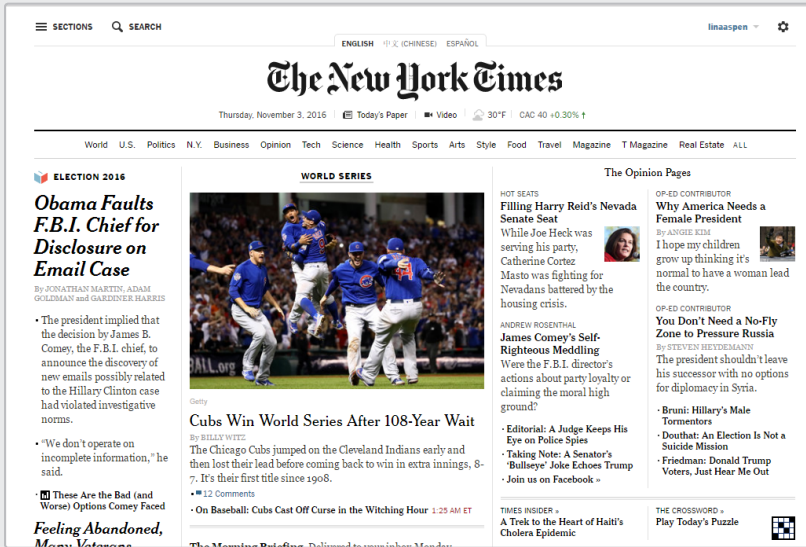 SECTIONS SEARCH linaaspen
ENGLISH 中文 (CHINESE) ESPAÑOL
The New York Times
Thursday, November 3, 2016 Today's Paper Video 30°F CAC 40 +0.30% ↑
World U.S. Politics N.Y. Business Opinion Tech Science Health Sports Arts Style Food Travel Magazine T Magazine Real Estate ALL
ELECTION 2016
Obama Faults
F.B.I. Chief for
Disclosure on
Email Case
By JONATHAN MARTIN, ADAM
GOLDMAN and GARDINER HARRIS
• The president implied that
the decision by James B.
Comey, the F.B.I. chief, to
announce the discovery of
new emails possibly related
to the Hillary Clinton case
had violated investigative
norms.
• “We don’t operate on
incomplete information,” he
said.
· These Are the Bad (and
Worse) Options Comey Faced
Feeling Abandoned,
Many Veterans
WORLD SERIES
BALL.org
Getty
Cubs Win World Series After 108-Year Wait
By BILLY WITZ
The Chicago Cubs jumped on the Cleveland Indians early and
then lost their lead before coming back to win in extra innings, 8-
7. It’s their first title since 1908.
• 12 Comments
· On Baseball: Cubs Cast Off Curse in the Witching Hour 1:25 AM ET
The Morning Briefing Delivered to your inbox Monday
The Opinion Pages
HOT SEATS
Filling Harry Reid’s Nevada
Senate Seat
While Joe Heck was
serving his party,
Catherine Cortez
Masto was fighting for
Nevadans battered by the
housing crisis.
ANDREW ROSENTHAL
James Comey’s Self-
Righteous Meddling
Were the F.B.I. director’s
actions about party loyalty or
claiming the moral high
ground?
· Editorial: A Judge Keeps His
Eye on Police Spies
· Taking Note: A Senator’s
‘Bullseye’ Joke Echoes Trump
· Join us on Facebook »
OP-ED CONTRIBUTOR
Why America Needs a
Female President
By ANGIE KIM
I hope my children
grow up thinking it’s
normal to have a woman lead
the country.
OP-ED CONTRIBUTOR
You Don’t Need a No-Fly
Zone to Pressure Russia
By STEVEN HEYDEMANN
The president shouldn’t leave
his successor with no options
for diplomacy in Syria.
· Bruni: Hillary’s Male
Tormentors
· Douthat: An Election Is Not a
Suicide Mission
· Friedman: Donald Trump
Voters, Just Hear Me Out
TIMES INSIDER »
A Trek to the Heart of Haiti’s
Cholera Epidemic
THE CROSSWORD »
Play Today’s Puzzle